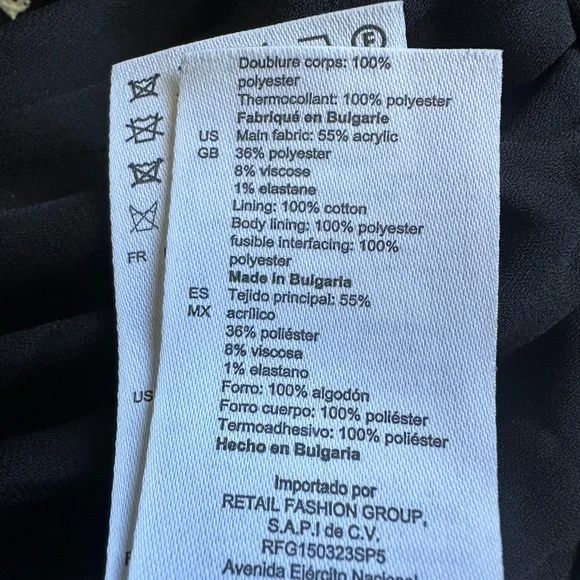 Doublure corps: 100%
polyester
Thermocollant: 100% polyester
Fabriqué en Bulgarie
US Main fabric: 55% acrylic
GB 36% polyester
8% viscose
1% elastane
Lining: 100% cotton
Body lining: 100% polyester
fusible interfacing: 100%
polyester
Made in Bulgaria
ES Tejido principal: 55%
MX acrílico
36% poliéster
8% viscosa
1% elastano
Forro: 100% algodón
Forro cuerpo: 100% poliéster
Termoadhesivo: 100% poliéster
Hecho en Bulgaria
Importado por
RETAIL FASHION GROUP,
S.A.P.I de C.V.
RFG150323SP5
Avenida Ejército Nacional
F
FR
US